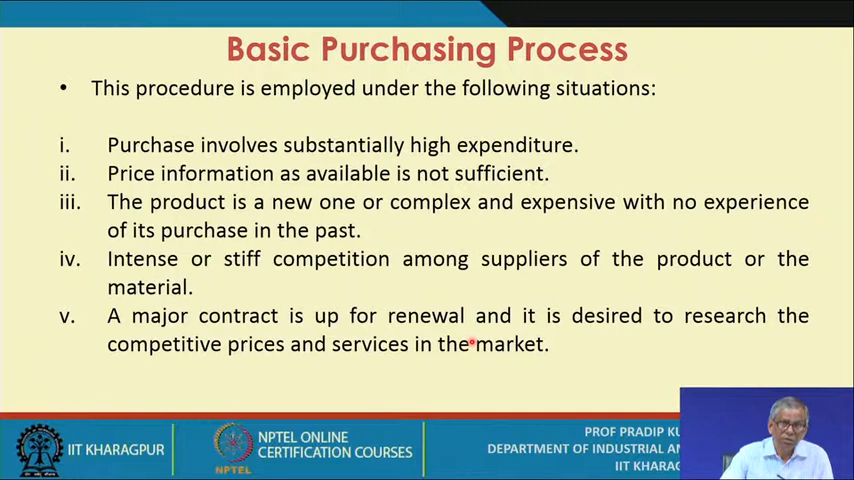 Basic Purchasing Process
• This procedure is employed under the following situations:
i. Purchase involves substantially high expenditure.
ii. Price information as available is not sufficient.
iii. The product is a new one or complex and expensive with no experience
of its purchase in the past.
iv. Intense or stiff competition among suppliers of the product or the
material.
v. A major contract is up for renewal and it is desired to research the
competitive prices and services in the market.
IIT KHARAGPUR
NPTEL
NPTEL ONLINE
CERTIFICATION COURSES
PROF PRADIP
DEPARTMENT OF INDUSTRIAL
IIT